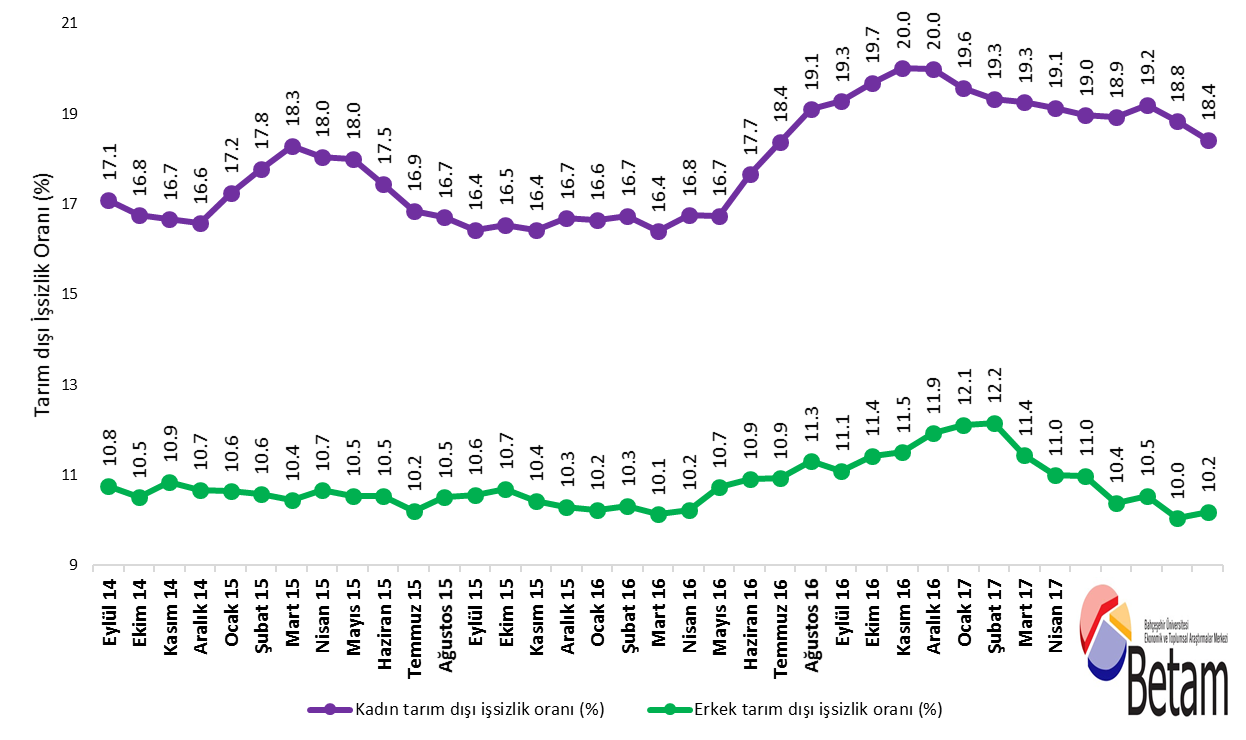 21
19
17
15
13
11
9
Tarım dışı İşsizlik Oranı (%)
17.1 16.8 16.7 16.6 17.2 17.8 18.3 18.0 18.0 17.5 16.9 16.7 16.4 16.5 16.4 16.7 16.6 16.7 16.4 16.8 16.7 17.7 18.4 19.1 19.3 19.7 20.0 20.0 19.6 19.3 19.3 19.1 19.0 18.9 19.2 18.8 18.4
10.8 10.5 10.9 10.7 10.6 10.6 10.4 10.7 10.5 10.5 10.2 10.5 10.6 10.7 10.4 10.3 10.2 10.3 10.1 10.2 10.7 10.9 10.9 11.3 11.1 11.4 11.5 11.9 12.1 12.2 11.4 11.0 11.0 10.4 10.5 10.0 10.2
Eylül 14
Ekim 14
Kasım 14
Aralık 14
Ocak 15
Şubat 15
Mart 15
Nisan 15
Mayıs 15
Haziran 15
Temmuz 15
Ağustos 15
Eylül 15
Ekim 15
Kasım 15
Aralık 15
Ocak 16
Şubat 16
Mart 16
Nisan 16
Mayıs 16
Haziran 16
Temmuz 16
Ağustos 16
Eylül 16
Ekim 16
Kasım 16
Aralık 16
Ocak 17
Şubat 17
Mart 17
Nisan 17
Bahçeşehir Üniversitesi
Ekonomik ve Toplumsal Araştırmalar Merkezi
Betam
Kadın tarım dışı işsizlik oranı (%)
Erkek tarım dışı işsizlik oranı (%)